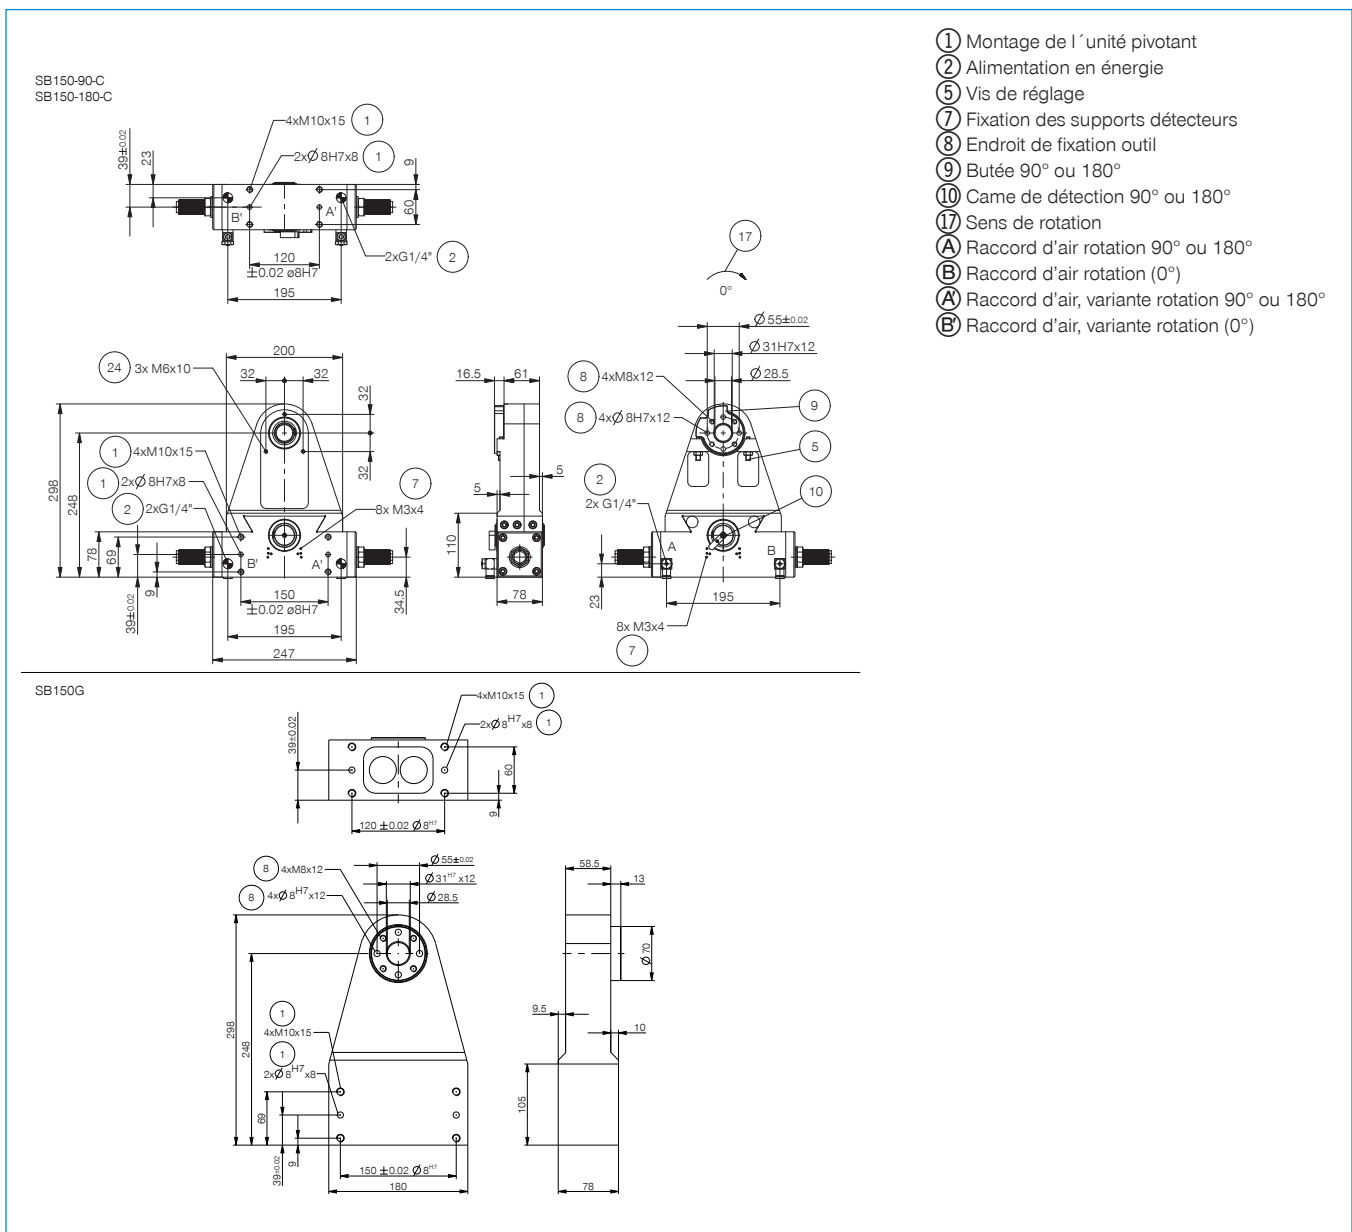 SB150-90-C
SB150-180-C
4xM10x15 1
2xØ 8H7x8 1
39±0.02
23
9
60
B'
A'
2xG1/4" 2
120
±0.02 ø8H7
195
17
0°
200
24 3x M6x10
32
32
32
32
298
248
78
69
39±0.02
9
1 4xM10x15
1 2xØ 8H7x8
2 2xG1/4"
7
8x M3x4
B'
A'
34.5
150
±0.02 ø8H7
195
247
16.5
61
5
5
110
78
Ø 55±0.02
Ø 31H7x12
Ø 28.5
8 4xM8x12
8 4xØ 8H7x12
9
5
10
2
2x G1/4"
A
B
23
195
8x M3x4
7
SB150G
4xM10x15 1
2xØ 8H7x8 1
39±0.02
60
9
120 ±0.02 Ø 8H7
8 4xM8x12
8 4xØ 8H7x12
Ø 55±0.02
Ø 31H7 x12
Ø 28.5
298
248
1
4xM10x15
1
2xØ 8H7x8
69
39±0.02
9
150 ±0.02 Ø 8H7
180
58.5
13
Ø 70
9.5
10
105
78
1 Montage de l´unité pivotant
2 Alimentation en énergie
5 Vis de réglage
7 Fixation des supports détecteurs
8 Endroit de fixation outil
9 Butée 90° ou 180°
10 Came de détection 90° ou 180°
17 Sens de rotation
A Raccord d'air rotation 90° ou 180°
B Raccord d'air rotation (0°)
A' Raccord d'air, variante rotation 90° ou 180°
B' Raccord d'air, variante rotation (0°)